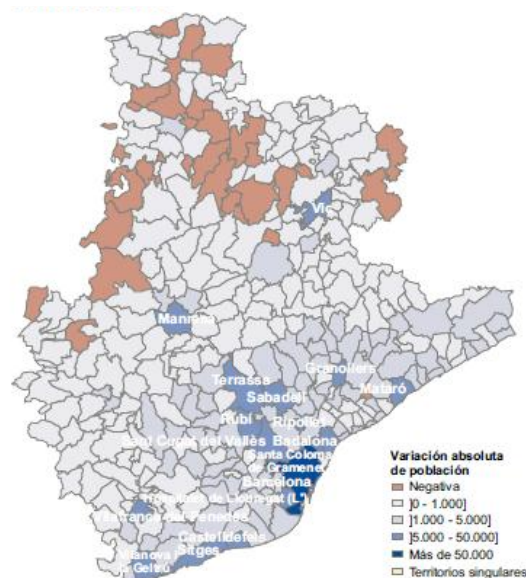 Vic
Manresa
Granollers
Terrassa
Mataró
Sabadell
Rubí
Ripollet
Sant Cugat del Vallès
Badalona
Santa Coloma
de Gramenet
Barcelona
Hospitalet de Llobregat (L')
Vilafranca del Penedès
Castelldefels
Sitges
Vilanova i
la Geltrú
Variación absoluta
de población
Negativa
]0 - 1.000]
]1.000 - 5.000]
]5.000 - 50.000]
Más de 50.000
Territorios singulares